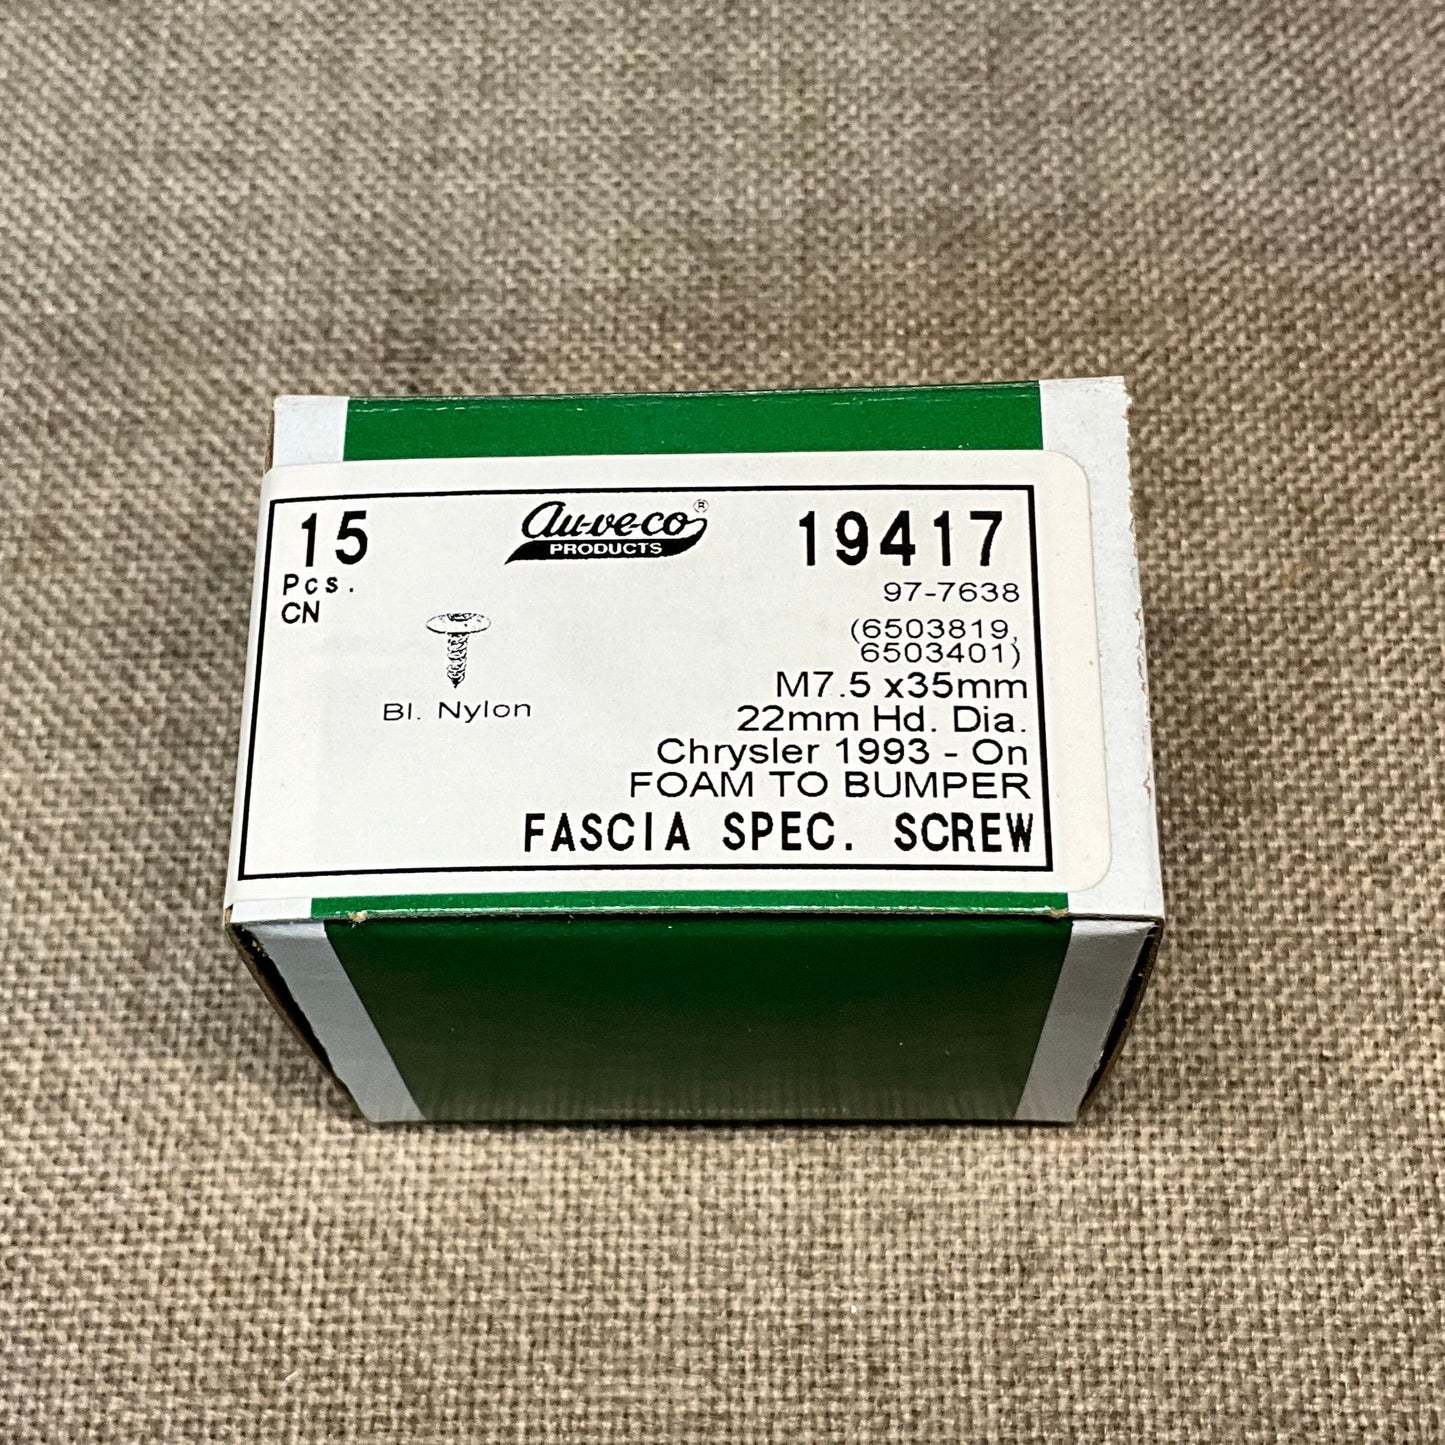 15
Pcs.
CN
Au-ve-co®
PRODUCTS
19417
97-7638
(6503819,
6503401)
M7.5 x35mm
22mm Hd. Dia.
Chrysler 1993 - On
FOAM TO BUMPER
FASCIA SPEC. SCREW
Bl. Nylon